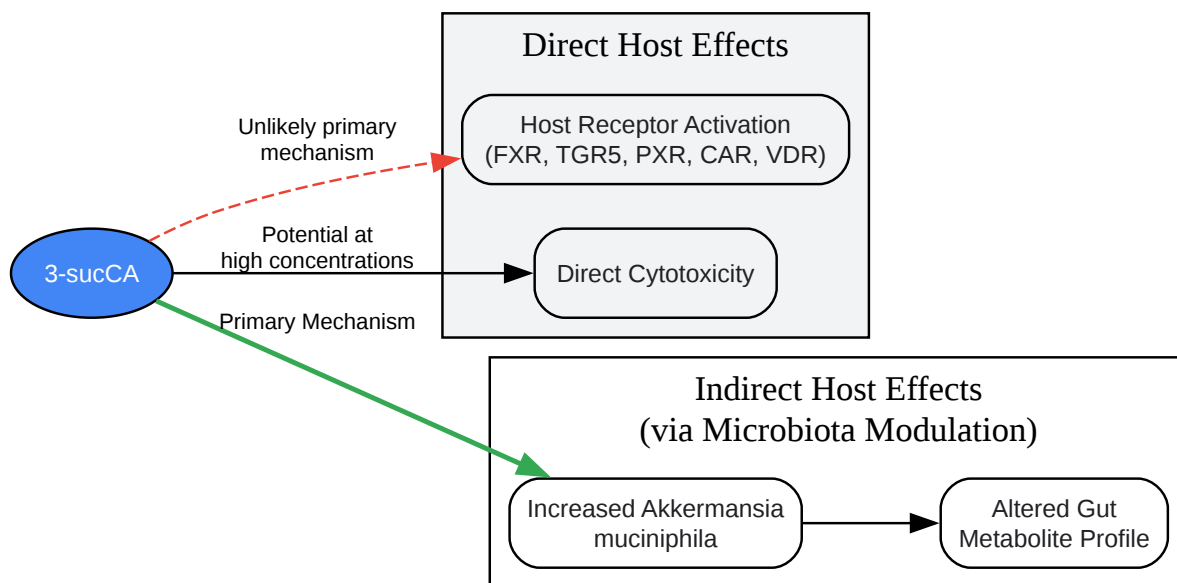 Direct Host Effects
Unlikely primary
mechanism
Host Receptor Activation
(FXR, TGR5, PXR, CAR, VDR)
3-sucCA
Potential at
high concentrations
Direct Cytotoxicity
Primary Mechanism
Indirect Host Effects
(via Microbiota Modulation)
Increased Akkermansia
muciniphila
Altered Gut
Metabolite Profile